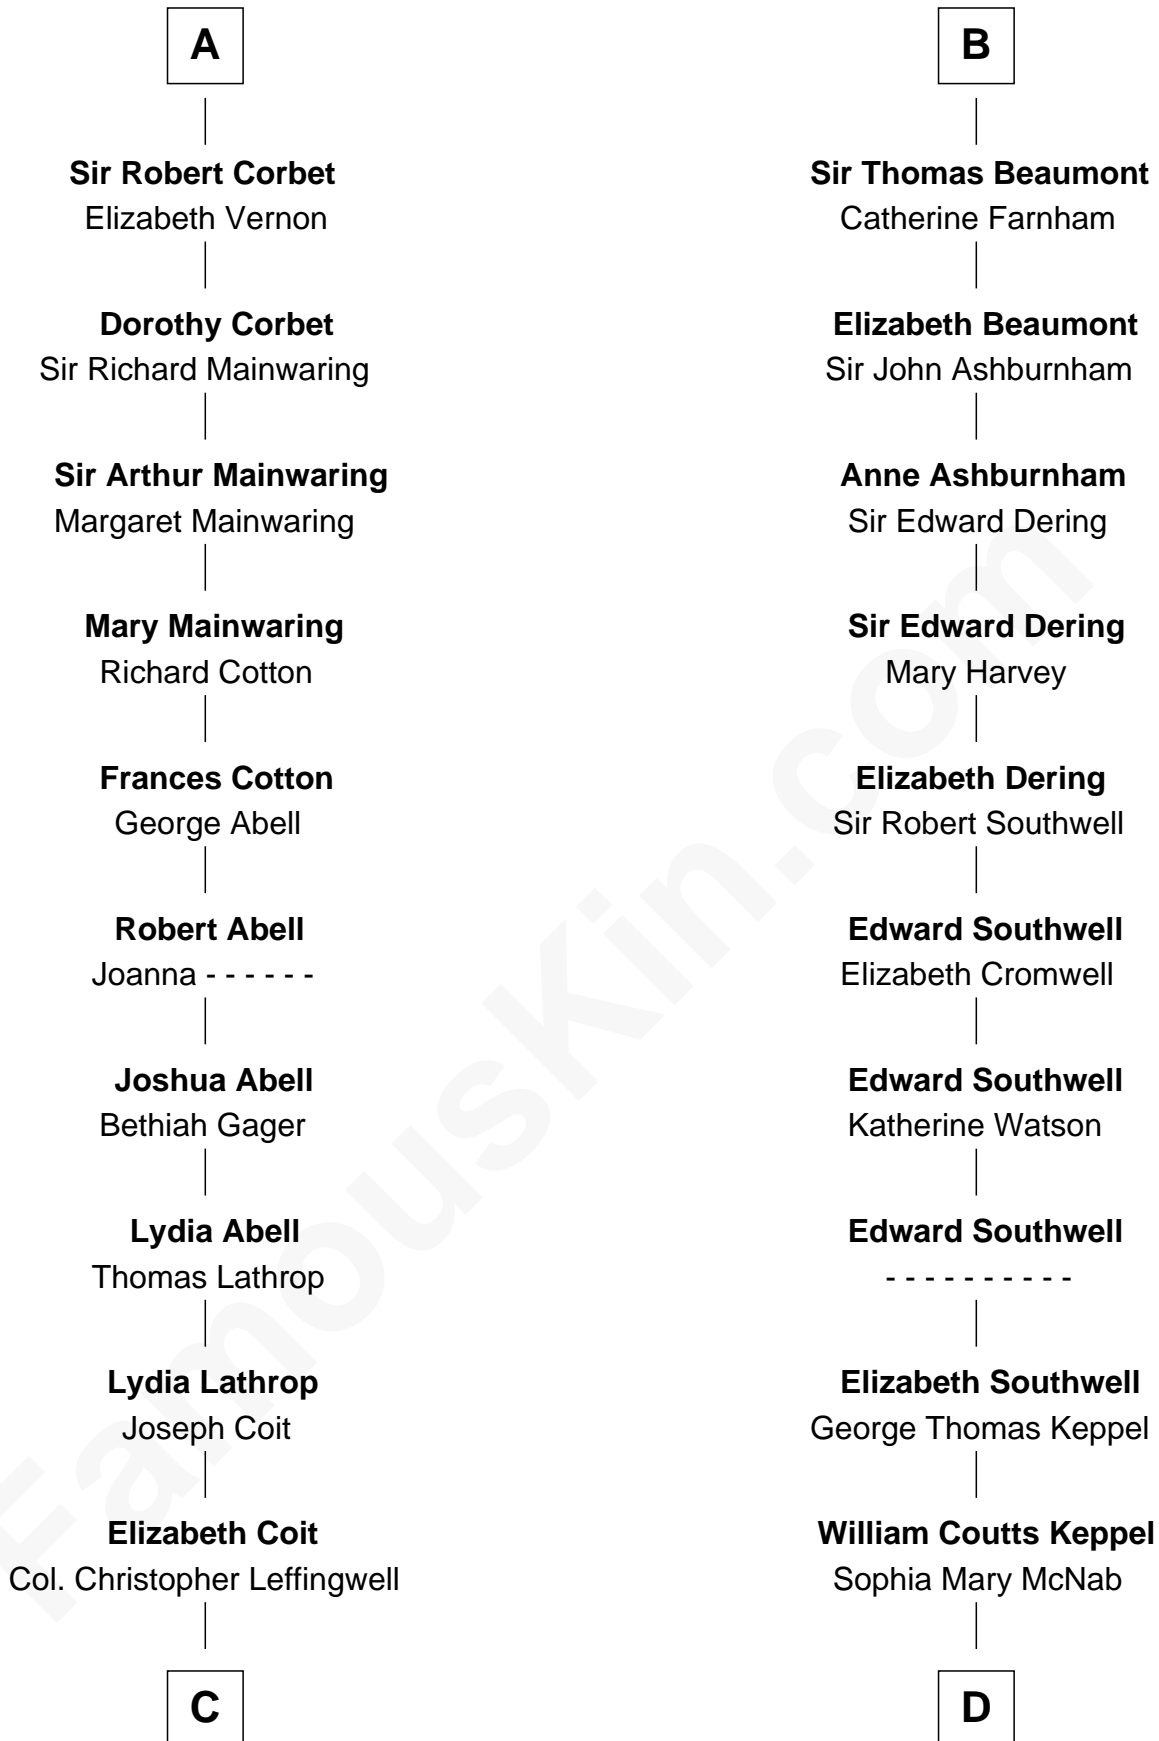 A
Sir Robert Corbet
Elizabeth Vernon
Dorothy Corbet
Sir Richard Mainwaring
Sir Arthur Mainwaring
Margaret Mainwaring
Mary Mainwaring
Richard Cotton
Frances Cotton
George Abell
Robert Abell
Joanna - - - - - -
Joshua Abell
Bethiah Gager
Lydia Abell
Thomas Lathrop
Lydia Lathrop
Joseph Coit
Elizabeth Coit
Col. Christopher Leffingwell
C
B
Sir Thomas Beaumont
Catherine Farnham
Elizabeth Beaumont
Sir John Ashburnham
Anne Ashburnham
Sir Edward Dering
Sir Edward Dering
Mary Harvey
Elizabeth Dering
Sir Robert Southwell
Edward Southwell
Elizabeth Cromwell
Edward Southwell
Katherine Watson
Edward Southwell
- - - - - - - - - -
Elizabeth Southwell
George Thomas Keppel
William Coutts Keppel
Sophia Mary McNab
D
FamousKin.com